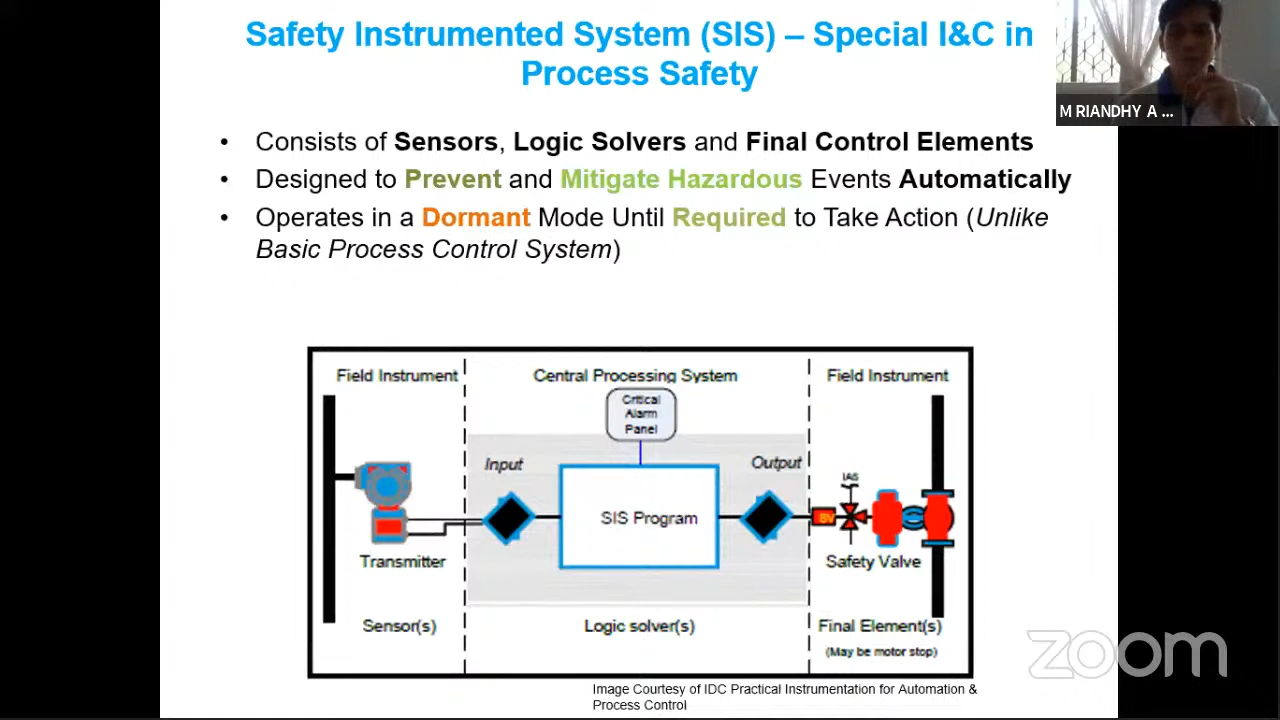 Safety Instrumented System (SIS) – Special I&C in
Process Safety
M RIANDHY A ...
• Consists of Sensors, Logic Solvers and Final Control Elements
• Designed to Prevent and Mitigate Hazardous Events Automatically
• Operates in a Dormant Mode Until Required to Take Action (Unlike
Basic Process Control System)
Field Instrument
Central Processing System
Field Instrument
Critical
Alarm
Panel
Input
Output
IAS
SIS Program
SV
Transmitter
Safety Valve
Sensor(s)
Logic solver(s)
Final Element(s)
(May be motor stop)
zoom
Image Courtesy of IDC Practical Instrumentation for Automation &
Process Control